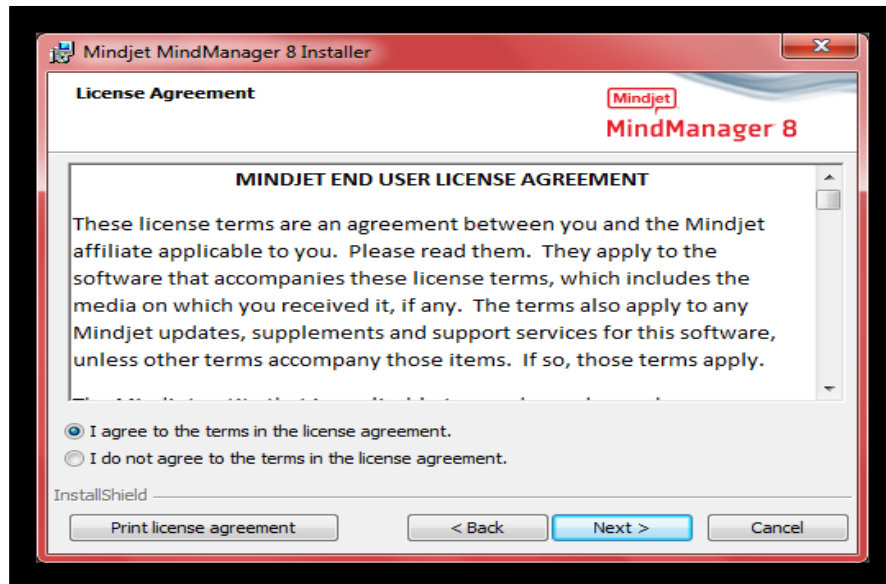 Mindjet MindManager 8 Installer
License Agreement
Mindjet
MindManager 8
MINDJET END USER LICENSE AGREEMENT
These license terms are an agreement between you and the Mindjet
affiliate applicable to you. Please read them. They apply to the
software that accompanies these license terms, which includes the
media on which you received it, if any. The terms also apply to any
Mindjet updates, supplements and support services for this software,
unless other terms accompany those items. If so, those terms apply.
I agree to the terms in the license agreement.
I do not agree to the terms in the license agreement.
InstallShield
Print license agreement
< Back
Next >
Cancel